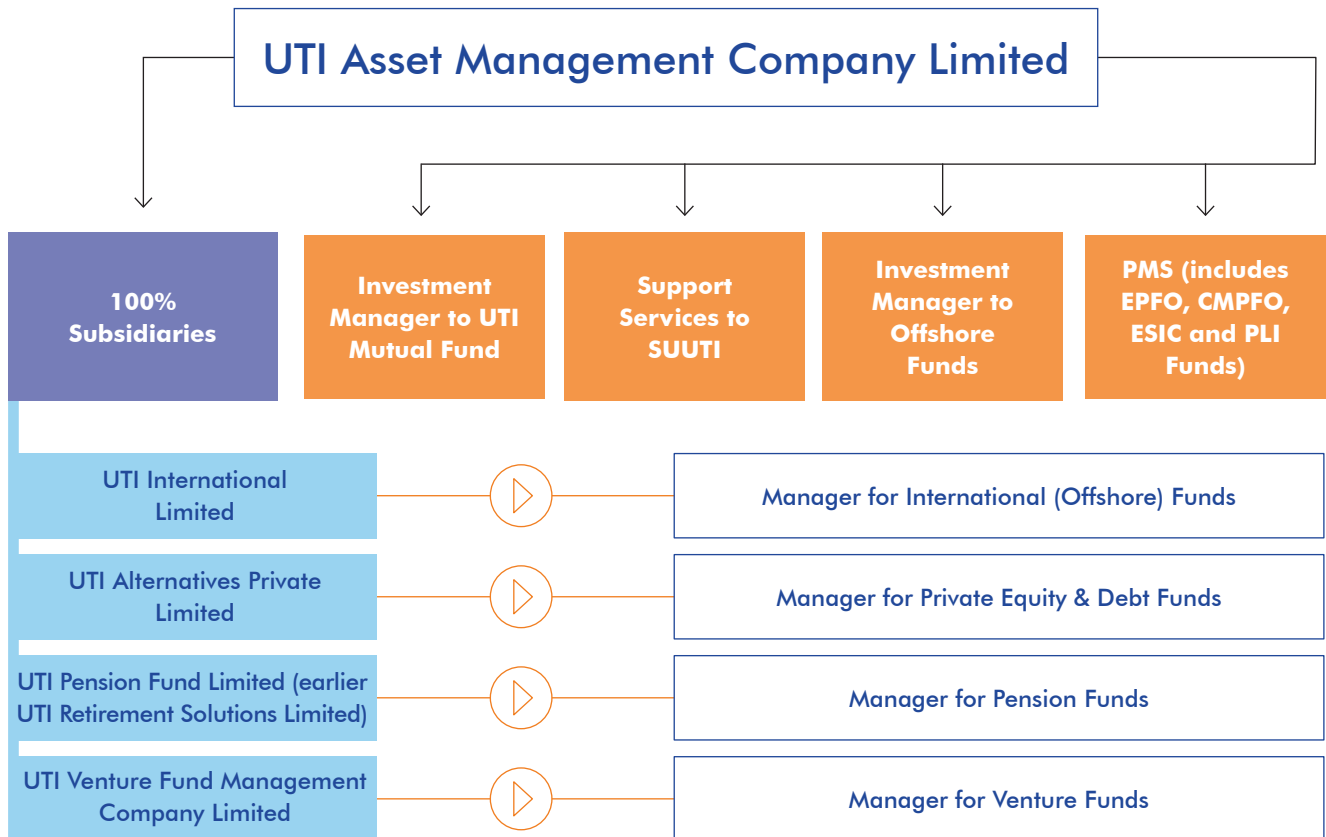 UTI Asset Management Company Limited
100%
Subsidiaries
Investment
Manager to UTI
Mutual Fund
Support
Services to
SUUTI
Investment
Manager to
Offshore
Funds
PMS (includes
EPFO, CMPFO,
ESIC and PLI
Funds)
UTI International
Limited
Manager for International (Offshore) Funds
UTI Alternatives Private
Limited
Manager for Private Equity & Debt Funds
UTI Pension Fund Limited (earlier
UTI Retirement Solutions Limited)
Manager for Pension Funds
UTI Venture Fund Management
Company Limited
Manager for Venture Funds